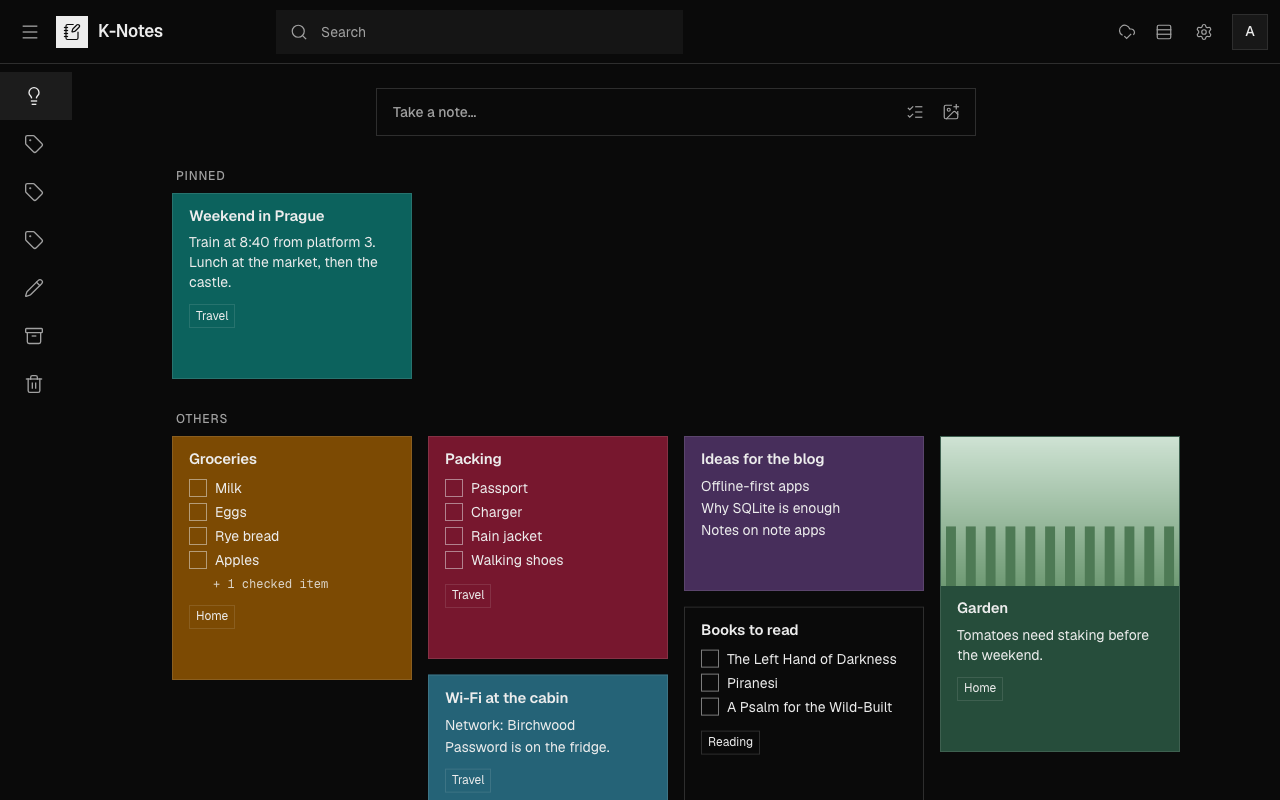 K-Notes
Search
A
Take a note...
PINNED
Weekend in Prague
Train at 8:40 from platform 3.
Lunch at the market, then the
castle.
Travel
OTHERS
Groceries
Milk
Eggs
Rye bread
Apples
+ 1 checked item
Home
Packing
Passport
Charger
Rain jacket
Walking shoes
Travel
Wi-Fi at the cabin
Network: Birchwood
Password is on the fridge.
Travel
Ideas for the blog
Offline-first apps
Why SQLite is enough
Notes on note apps
Books to read
The Left Hand of Darkness
Piranesi
A Psalm for the Wild-Built
Reading
Garden
Tomatoes need staking before
the weekend.
Home